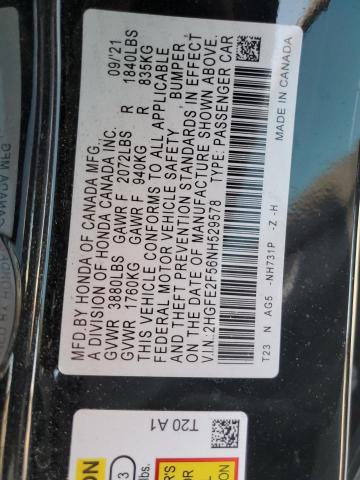 MFD.BY HONDA OF CANADA MFG. 09/21
A DIVISION OF HONDA CANADA INC.
GVWR 3880LBS GAWR F 2072LBS R 1840LBS
GVWR 1760KG GAWR F 940KG R 835KG
THIS VEHICLE CONFORMS TO ALL APPLICABLE
FEDERAL MOTOR VEHICLE SAFETY, BUMPER,
AND THEFT PREVENTION STANDARDS IN EFFECT
ON THE DATE OF MANUFACTURE SHOWN ABOVE.
V.I.N.:2HGFE2F56NH529578 TYPE: PASSENGER CAR
T23 N AG5 -NH731P -Z -H MADE IN CANADA
T20 A1
ION
3
lbs.